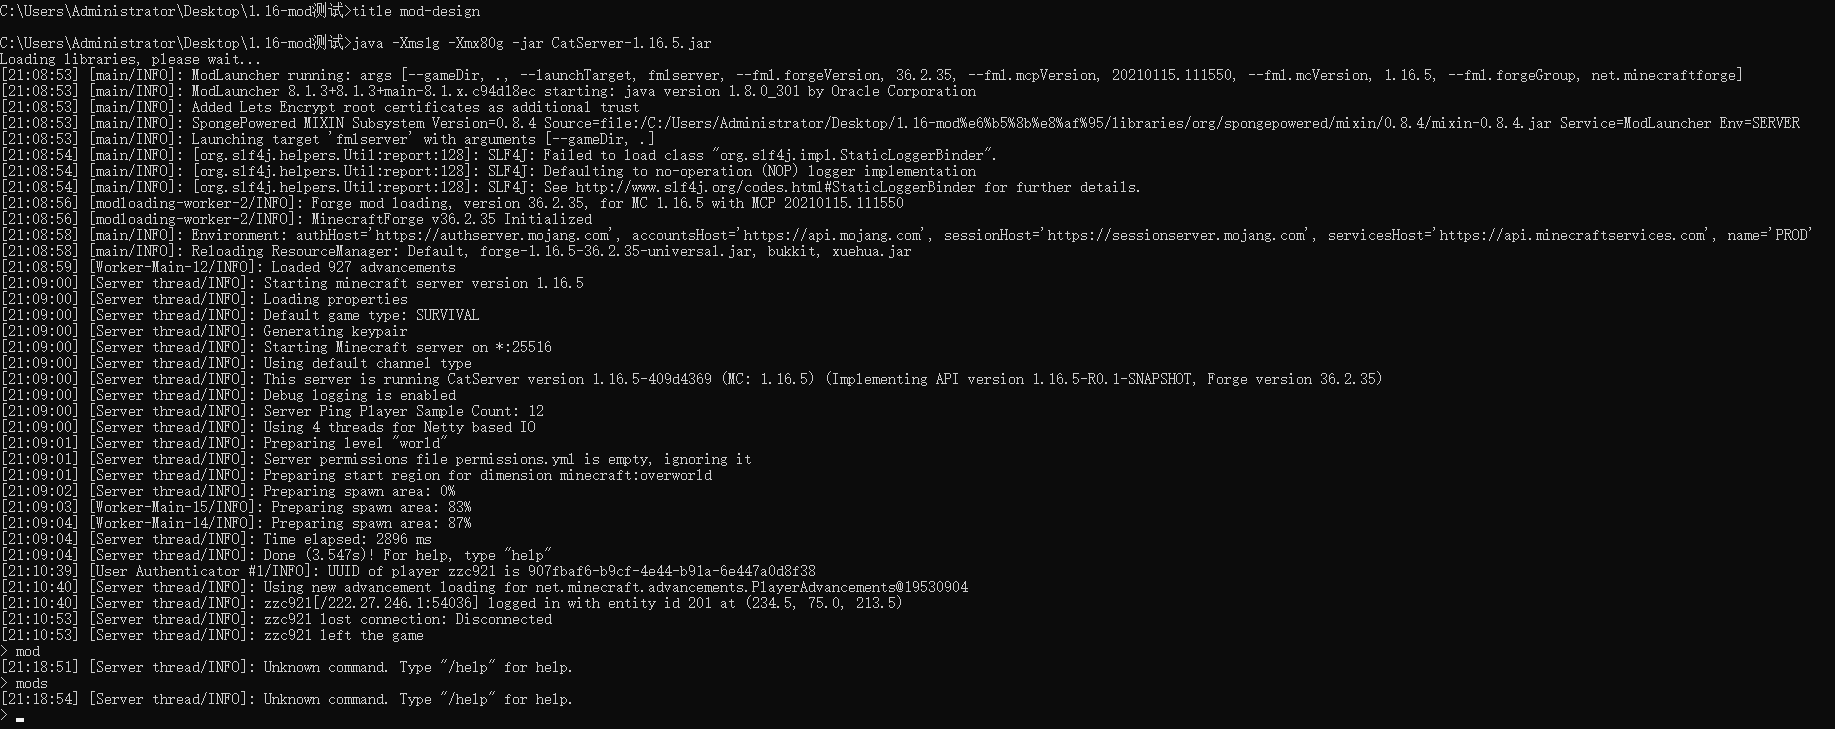 C:\Users\Administrator\Desktop\1.16-mod测试>title mod-design
C:\Users\Administrator\Desktop\1.16-mod测试>java -Xms1g -Xmx80g -jar CatServer-1.16.5.jar
Loading libraries, please wait...
[21:08:53] [main/INFO]: ModLauncher running: args [--gameDir, ., --launchTarget, fmlserver, --fml.forgeVersion, 36.2.35, --fml.mcpVersion, 20210115.111550, --fml.mcVersion, 1.16.5, --fml.forgeGroup, net.minecraftforge]
[21:08:53] [main/INFO]: ModLauncher 8.1.3+8.1.3+main-8.1.x.c94d18ec starting: java version 1.8.0_301 by Oracle Corporation
[21:08:53] [main/INFO]: Added Lets Encrypt root certificates as additional trust
[21:08:53] [main/INFO]: SpongePowered MIXIN Subsystem Version=0.8.4 Source=file:/C:/Users/Administrator/Desktop/1.16-mod%e6%b5%8b%e8%af%95/libraries/org/spongepowered/mixin/0.8.4/mixin-0.8.4.jar Service=ModLauncher Env=SERVER
[21:08:53] [main/INFO]: Launching target 'fmlserver' with arguments [--gameDir, .]
[21:08:54] [main/INFO]: [org.slf4j.helpers.Util:report:128]: SLF4J: Failed to load class "org.slf4j.impl.StaticLoggerBinder".
[21:08:54] [main/INFO]: [org.slf4j.helpers.Util:report:128]: SLF4J: Defaulting to no-operation (NOP) logger implementation
[21:08:54] [main/INFO]: [org.slf4j.helpers.Util:report:128]: SLF4J: See http://www.slf4j.org/codes.html#StaticLoggerBinder for further details.
[21:08:56] [modloading-worker-2/INFO]: Forge mod loading, version 36.2.35, for MC 1.16.5 with MCP 20210115.111550
[21:08:56] [modloading-worker-2/INFO]: MinecraftForge v36.2.35 Initialized
[21:08:58] [main/INFO]: Environment: authHost='https://authserver.mojang.com', accountsHost='https://api.mojang.com', sessionHost='https://sessionserver.mojang.com', servicesHost='https://api.minecraftservices.com', name='PROD'
[21:08:58] [main/INFO]: Reloading ResourceManager: Default, forge-1.16.5-36.2.35-universal.jar, bukkit, xuehua.jar
[21:08:59] [Worker-Main-12/INFO]: Loaded 927 advancements
[21:09:00] [Server thread/INFO]: Starting minecraft server version 1.16.5
[21:09:00] [Server thread/INFO]: Loading properties
[21:09:00] [Server thread/INFO]: Default game type: SURVIVAL
[21:09:00] [Server thread/INFO]: Generating keypair
[21:09:00] [Server thread/INFO]: Starting Minecraft server on *:25516
[21:09:00] [Server thread/INFO]: Using default channel type
[21:09:00] [Server thread/INFO]: This server is running CatServer version 1.16.5-409d4369 (MC: 1.16.5) (Implementing API version 1.16.5-R0.1-SNAPSHOT, Forge version 36.2.35)
[21:09:00] [Server thread/INFO]: Debug logging is enabled
[21:09:00] [Server thread/INFO]: Server Ping Player Sample Count: 12
[21:09:00] [Server thread/INFO]: Using 4 threads for Netty based IO
[21:09:01] [Server thread/INFO]: Preparing level "world"
[21:09:01] [Server thread/INFO]: Server permissions file permissions.yml is empty, ignoring it
[21:09:01] [Server thread/INFO]: Preparing start region for dimension minecraft:overworld
[21:09:02] [Server thread/INFO]: Preparing spawn area: 0%
[21:09:03] [Worker-Main-15/INFO]: Preparing spawn area: 83%
[21:09:04] [Worker-Main-14/INFO]: Preparing spawn area: 87%
[21:09:04] [Server thread/INFO]: Time elapsed: 2896 ms
[21:09:04] [Server thread/INFO]: Done (3.547s)! For help, type "help"
[21:10:39] [User Authenticator #1/INFO]: UUID of player zzc921 is 907fbaf6-b9cf-4e44-b91a-6e447a0d8f38
[21:10:40] [Server thread/INFO]: Using new advancement loading for net.minecraft.advancements.PlayerAdvancements@19530904
[21:10:40] [Server thread/INFO]: zzc921[/222.27.246.1:54036] logged in with entity id 201 at (234.5, 75.0, 213.5)
[21:10:53] [Server thread/INFO]: zzc921 lost connection: Disconnected
[21:10:53] [Server thread/INFO]: zzc921 left the game
> mod
[21:18:51] [Server thread/INFO]: Unknown command. Type "/help" for help.
> mods
[21:18:54] [Server thread/INFO]: Unknown command. Type "/help" for help.
>